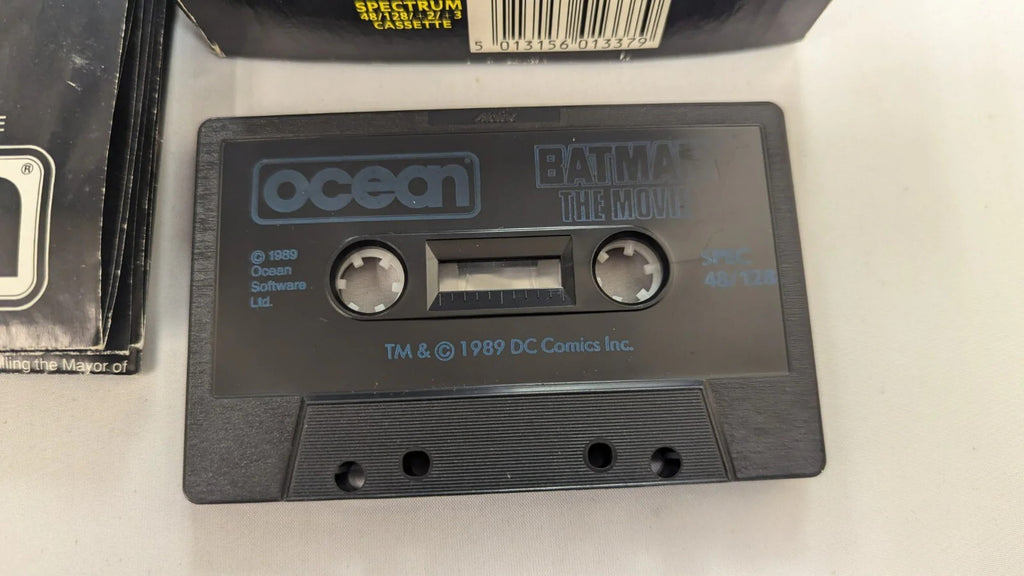 SPECTRUM
48/128/+2/+3
CASSETTE
5 013156 013379
E
®
lling the Mayor of
ocean
BATMAN
THE MOVIE
© 1989
Ocean
Software
Ltd.
SPEC
48/128
TM & © 1989 DC Comics Inc.